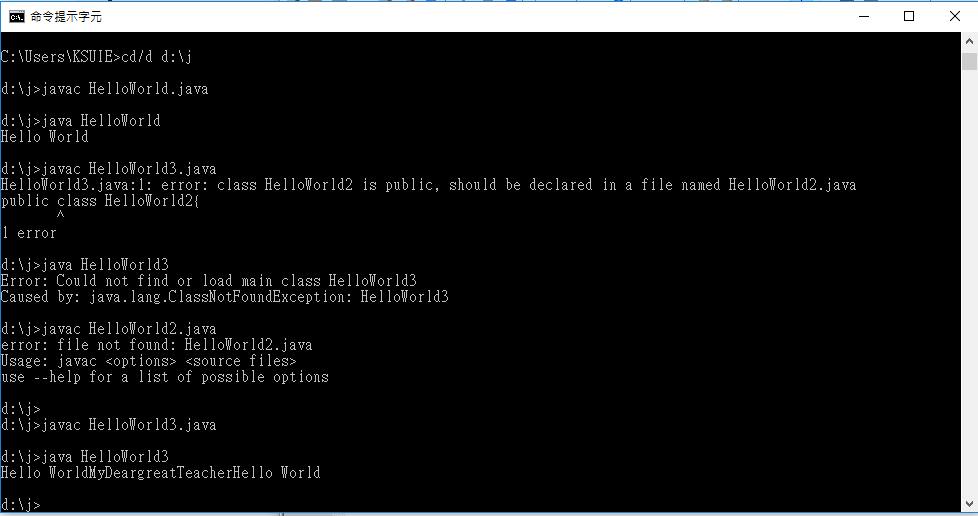 命令提示字元
C:\Users\KSUIE>cd/d d:\j
d:\j>javac HelloWorld.java
d:\j>java HelloWorld
Hello World
d:\j>javac HelloWorld3.java
HelloWorld3.java:1: error: class HelloWorld2 is public, should be declared in a file named HelloWorld2.java
public class HelloWorld2{
^
1 error
d:\j>java HelloWorld3
Error: Could not find or load main class HelloWorld3
Caused by: java.lang.ClassNotFoundException: HelloWorld3
d:\j>javac HelloWorld2.java
error: file not found: HelloWorld2.java
Usage: javac <options> <source files>
use --help for a list of possible options
d:\j>
d:\j>javac HelloWorld3.java
d:\j>java HelloWorld3
Hello WorldMyDeargreatTeacherHello World
d:\j>